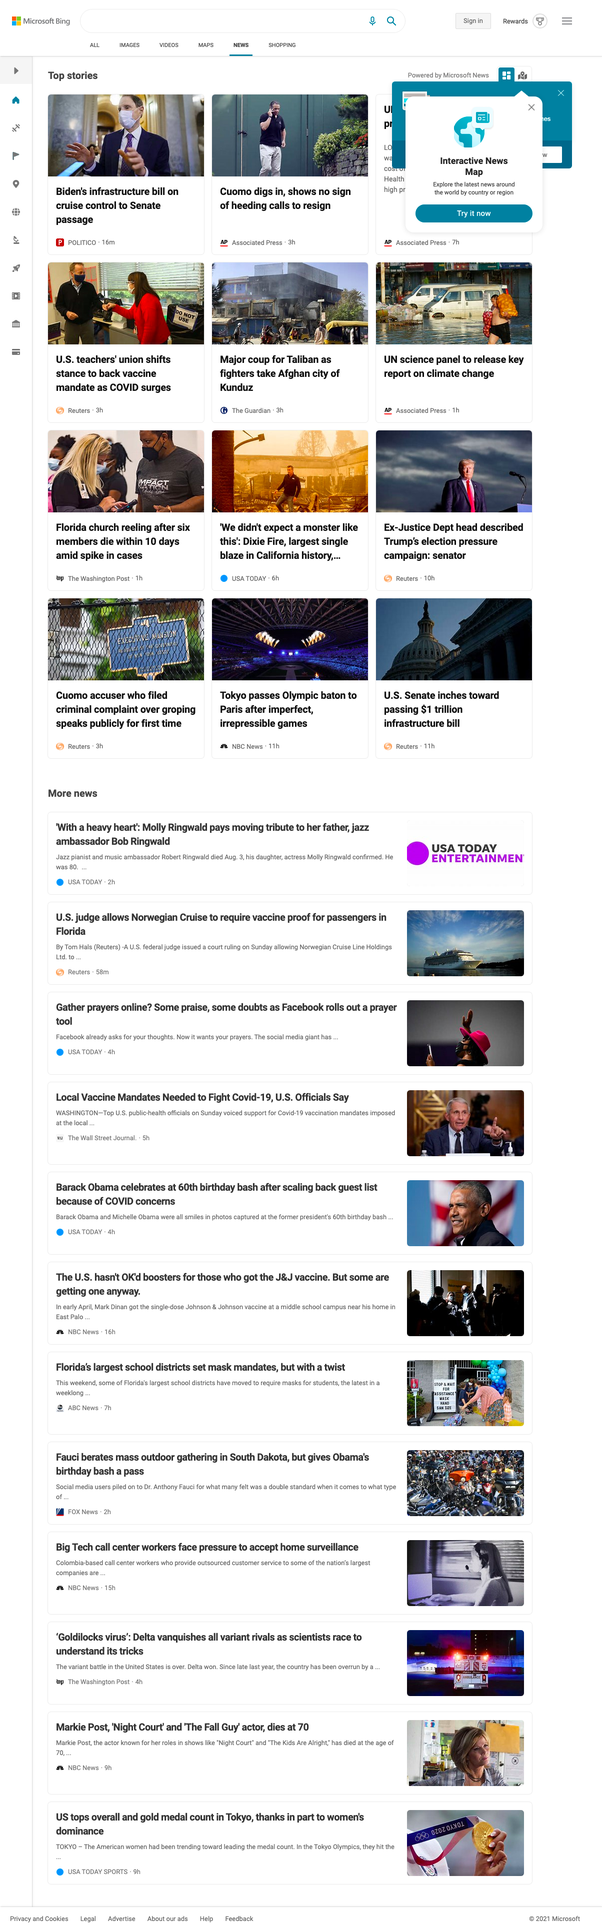 Microsoft Bing
Sign in
Rewards
ALL
IMAGES
VIDEOS
MAPS
NEWS
SHOPPING
Top stories
Powered by Microsoft News
Interactive News
Map
Explore the latest news around
the world by country or region
Try it now
Biden's infrastructure bill on
cruise control to Senate
passage
POLITICO · 16m
Cuomo digs in, shows no sign
of heeding calls to resign
AP Associated Press · 3h
AP Associated Press · 7h
DO NOT
USE
U.S. teachers' union shifts
stance to back vaccine
mandate as COVID surges
Reuters · 3h
Major coup for Taliban as
fighters take Afghan city of
Kunduz
The Guardian · 3h
UN science panel to release key
report on climate change
AP Associated Press · 1h
IMPACT
Florida church reeling after six
members die within 10 days
amid spike in cases
wp The Washington Post · 1h
'We didn't expect a monster like
this': Dixie Fire, largest single
blaze in California history,...
USA TODAY · 6h
Ex-Justice Dept head described
Trump's election pressure
campaign: senator
Reuters · 10h
EXECUTIVE MANSION
Cuomo accuser who filed
criminal complaint over groping
speaks publicly for first time
Reuters · 3h
Tokyo passes Olympic baton to
Paris after imperfect,
irrepressible games
NBC News · 11h
U.S. Senate inches toward
passing $1 trillion
infrastructure bill
Reuters · 11h
More news
'With a heavy heart': Molly Ringwald pays moving tribute to her father, jazz
ambassador Bob Ringwald
Jazz pianist and music ambassador Robert Ringwald died Aug. 3, his daughter, actress Molly Ringwald confirmed. He
was 80. ...
USA TODAY · 2h
USA TODAY
ENTERTAINMEN
U.S. judge allows Norwegian Cruise to require vaccine proof for passengers in
Florida
By Tom Hals (Reuters) -A U.S. federal judge issued a court ruling on Sunday allowing Norwegian Cruise Line Holdings
Ltd. to ...
Reuters · 58m
Gather prayers online? Some praise, some doubts as Facebook rolls out a prayer
tool
Facebook already asks for your thoughts. Now it wants your prayers. The social media giant has ...
USA TODAY · 4h
Local Vaccine Mandates Needed to Fight Covid-19, U.S. Officials Say
WASHINGTON—Top U.S. public-health officials on Sunday voiced support for Covid-19 vaccination mandates imposed
at the local ...
The Wall Street Journal. · 5h
Barack Obama celebrates at 60th birthday bash after scaling back guest list
because of COVID concerns
Barack Obama and Michelle Obama were all smiles in photos captured at the former president's 60th birthday bash ...
USA TODAY · 4h
The U.S. hasn't OK'd boosters for those who got the J&J vaccine. But some are
getting one anyway.
In early April, Mark Dinan got the single-dose Johnson & Johnson vaccine at a middle school campus near his home in
East Palo ...
NBC News · 16h
Florida's largest school districts set mask mandates, but with a twist
This weekend, some of Florida's largest school districts have moved to require masks for students, the latest in a
weeklong ...
ABC News · 7h
Fauci berates mass outdoor gathering in South Dakota, but gives Obama's
birthday bash a pass
Social media users piled on to Dr. Anthony Fauci for what many felt was a double standard when it comes to what type
of ...
FOX News · 2h
Big Tech call center workers face pressure to accept home surveillance
Colombia-based call center workers who provide outsourced customer service to some of the nation's largest
companies are ...
NBC News · 15h
'Goldilocks virus': Delta vanquishes all variant rivals as scientists race to
understand its tricks
The variant battle in the United States is over. Delta won. Since late last year, the country has been overrun by a ...
wp The Washington Post · 4h
Markie Post, 'Night Court' and 'The Fall Guy' actor, dies at 70
Markie Post, the actor known for her roles in shows like "Night Court" and "The Kids Are Alright," has died at the age of
70,...
NBC News · 9h
US tops overall and gold medal count in Tokyo, thanks in part to women's
dominance
TOKYO – The American women had been trending toward leading the medal count. In the Tokyo Olympics, they hit the
...
USA TODAY SPORTS · 9h
TOKYO 2020
Privacy and Cookies
Legal
Advertise
About our ads
Help
Feedback
© 2021 Microsoft